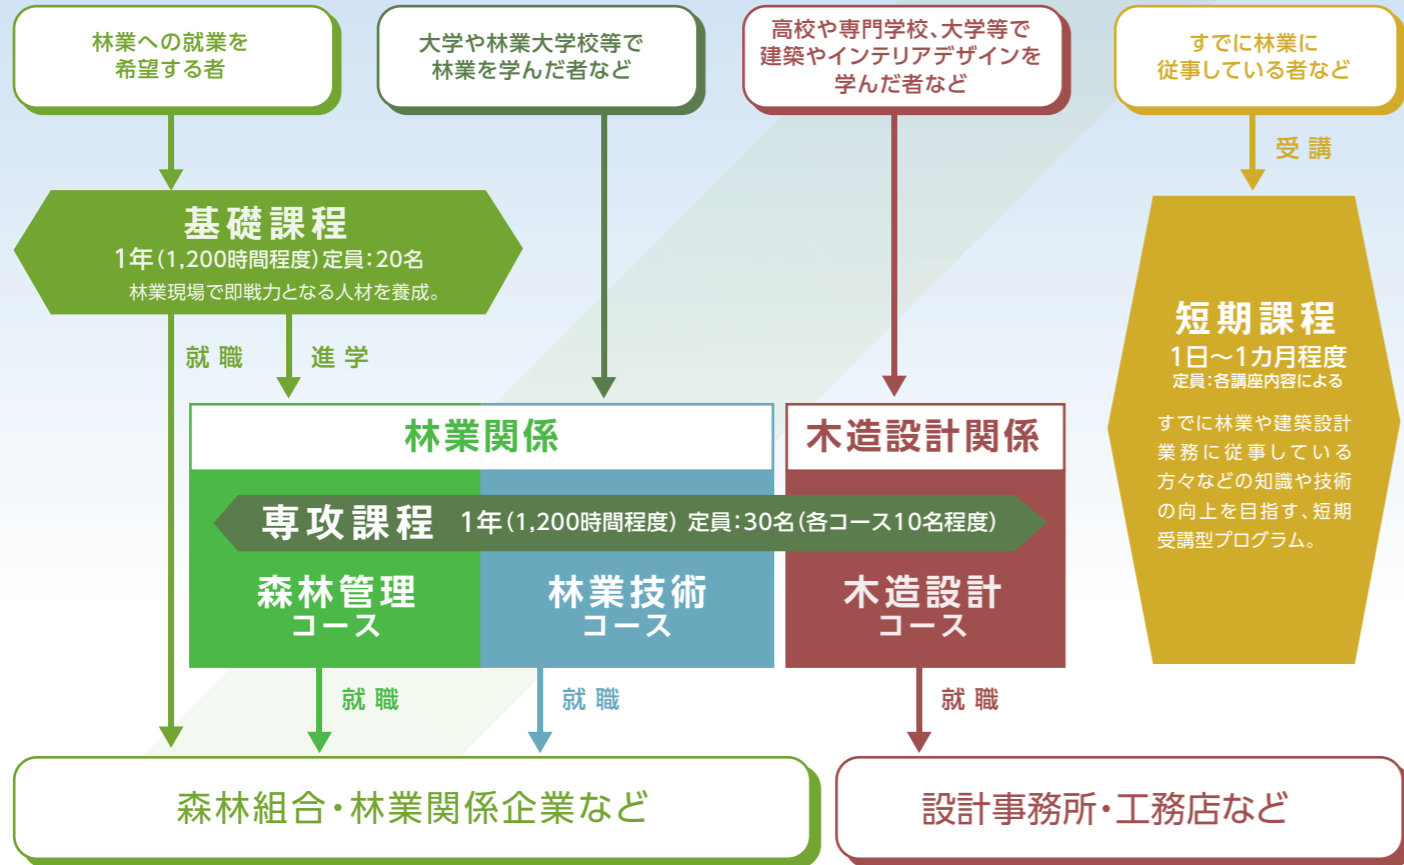 林業への就業を
希望する者
大学や林業大学校等で
林業を学んだ者など
高校や専門学校、大学等で
建築やインテリアデザインを
学んだ者など
すでに林業に
従事している者など
受講
基礎課程
1年(1,200時間程度)定員:20名
林業現場で即戦力となる人材を養成。
就職
進学
短期課程
1日〜1カ月程度
定員:各講座内容による
すでに林業や建築設計
業務に従事している
方々などの知識や技術
の向上を目指す、短期
受講型プログラム。
林業関係
木造設計関係
専攻課程 1年(1,200時間程度) 定員:30名(各コース10名程度)
森林管理
コース
林業技術
コース
木造設計
コース
就職
就職
就職
森林組合・林業関係企業など
設計事務所・工務店など